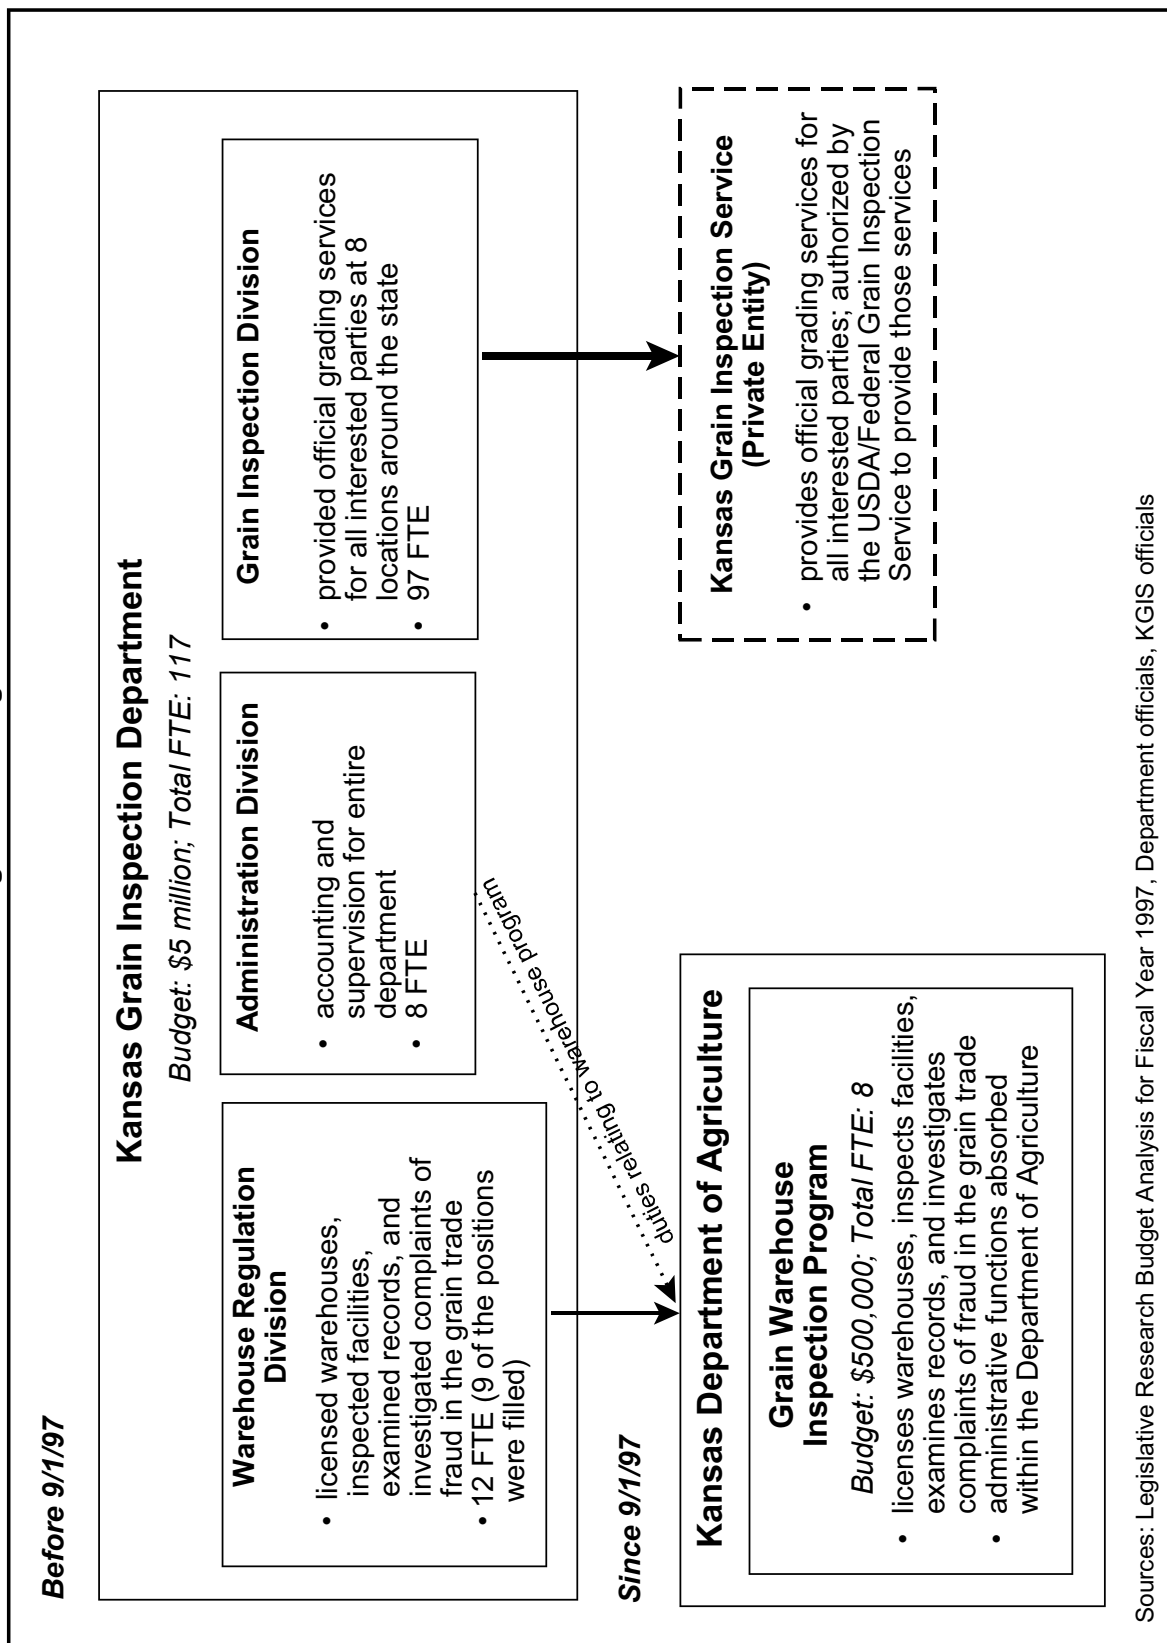 Before 9/1/97
Kansas Grain Inspection Department
Budget: $5 million; Total FTE: 117
Warehouse Regulation
Division
• licensed warehouses,
inspected facilities,
examined records, and
investigated complaints of
fraud in the grain trade
• 12 FTE (9 of the positions
were filled)
Administration Division
• accounting and
supervision for entire
department
• 8 FTE
Grain Inspection Division
• provided official grading services
for all interested parties at 8
locations around the state
• 97 FTE
duties relating to warehouse program
Since 9/1/97
Kansas Department of Agriculture
Grain Warehouse
Inspection Program
Budget: $500,000; Total FTE: 8
• licenses warehouses, inspects facilities,
examines records, and investigates
complaints of fraud in the grain trade
• administrative functions absorbed
within the Department of Agriculture
Kansas Grain Inspection Service
(Private Entity)
• provides official grading services for
all interested parties; authorized by
the USDA/Federal Grain Inspection
Service to provide those services
Sources: Legislative Research Budget Analysis for Fiscal Year 1997, Department officials, KGIS officials